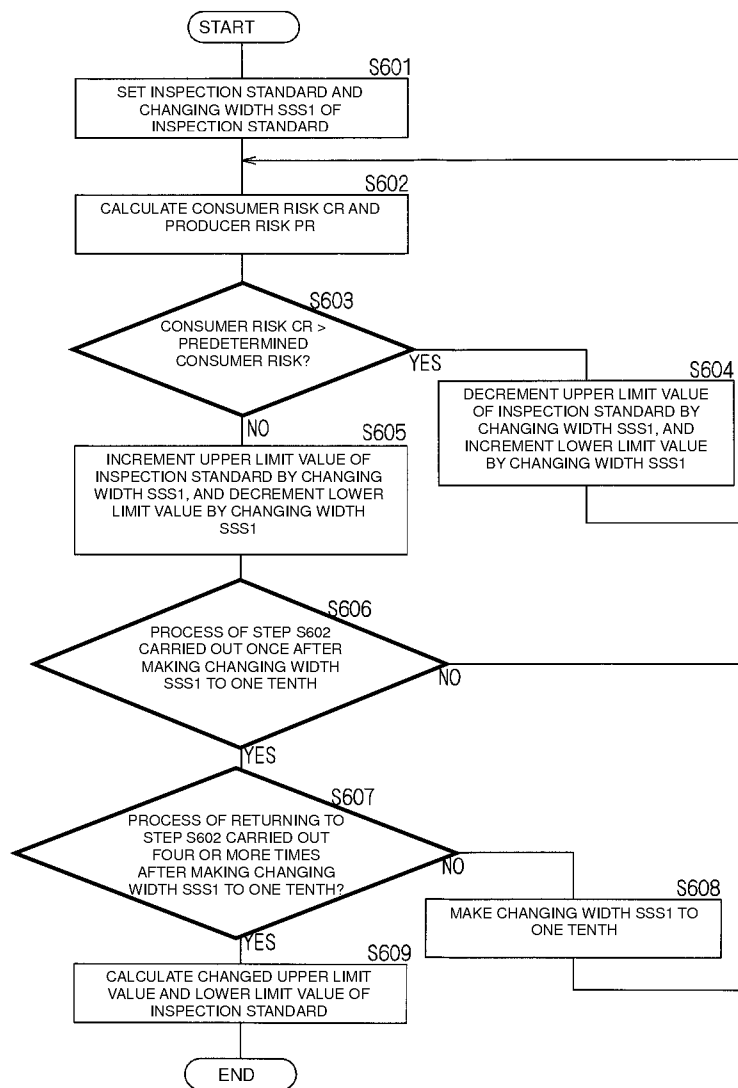 START
S601
SET INSPECTION STANDARD AND
CHANGING WIDTH SSS1 OF
INSPECTION STANDARD
S602
CALCULATE CONSUMER RISK CR AND
PRODUCER RISK PR
S603
CONSUMER RISK CR >
PREDETERMINED
CONSUMER RISK?
YES
S604
DECREMENT UPPER LIMIT VALUE
OF INSPECTION STANDARD BY
CHANGING WIDTH SSS1, AND
INCREMENT LOWER LIMIT VALUE
BY CHANGING WIDTH SSS1
NO
S605
INCREMENT UPPER LIMIT VALUE OF
INSPECTION STANDARD BY CHANGING
WIDTH SSS1, AND DECREMENT LOWER
LIMIT VALUE BY CHANGING WIDTH
SSS1
S606
PROCESS OF STEP S602
CARRIED OUT ONCE AFTER
MAKING CHANGING WIDTH
SSS1 TO ONE TENTH
NO
YES
S607
PROCESS OF RETURNING TO
STEP S602 CARRIED OUT
FOUR OR MORE TIMES
AFTER MAKING CHANGING
WIDTH SSS1 TO ONE TENTH?
NO
S608
MAKE CHANGING WIDTH SSS1 TO
ONE TENTH
YES
S609
CALCULATE CHANGED UPPER LIMIT
VALUE AND LOWER LIMIT VALUE OF
INSPECTION STANDARD
END